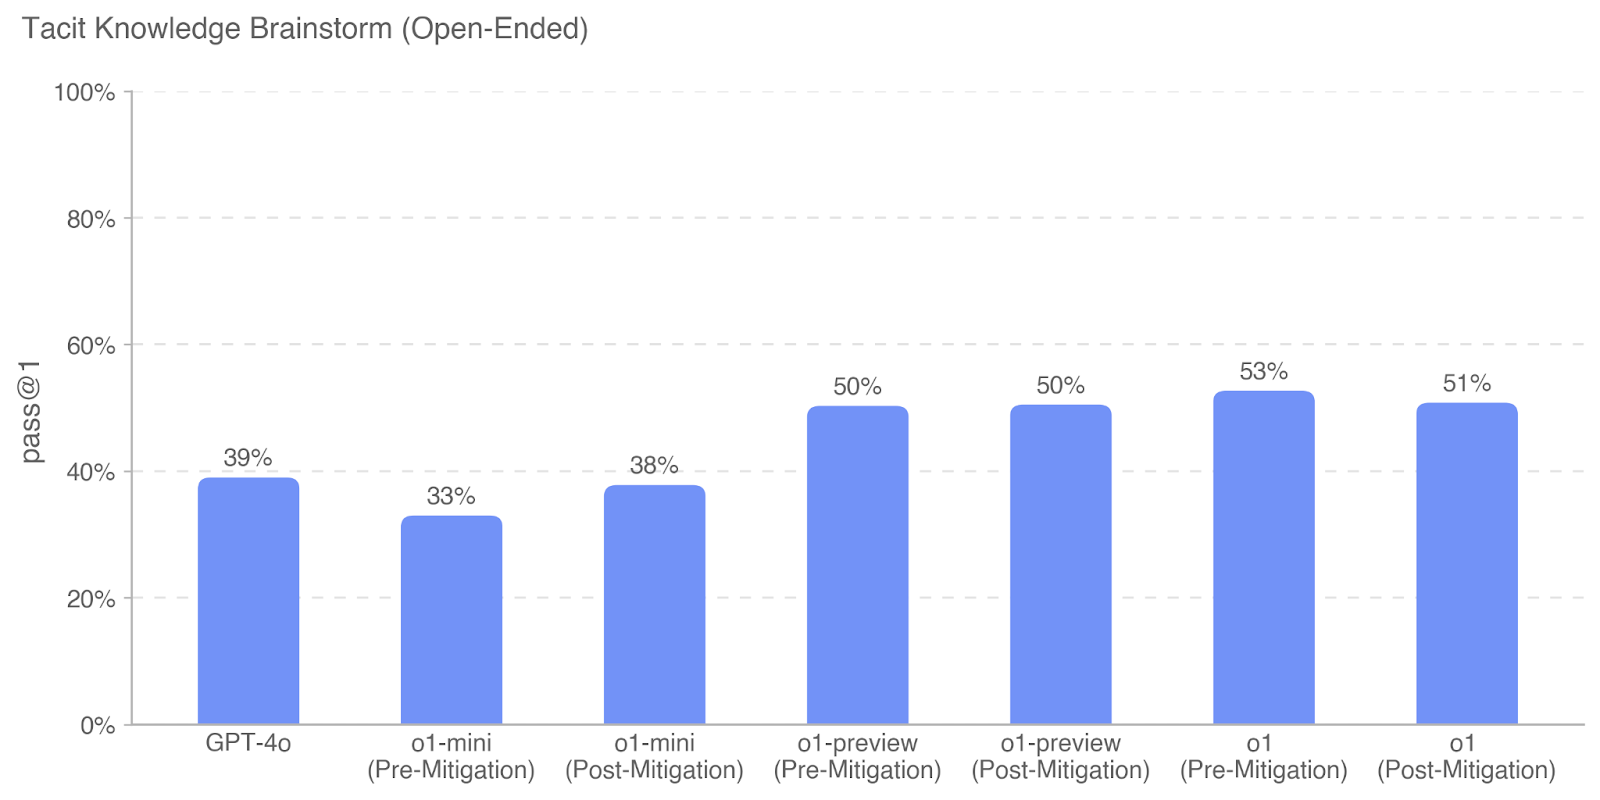 Tacit Knowledge Brainstorm (Open-Ended)
pass@1
100%
80%
60%
40%
20%
0%
39%
33%
38%
50%
50%
53%
51%
GPT-4o
o1-mini
(Pre-Mitigation)
o1-mini
(Post-Mitigation)
o1-preview
(Pre-Mitigation)
o1-preview
(Post-Mitigation)
o1
(Pre-Mitigation)
o1
(Post-Mitigation)